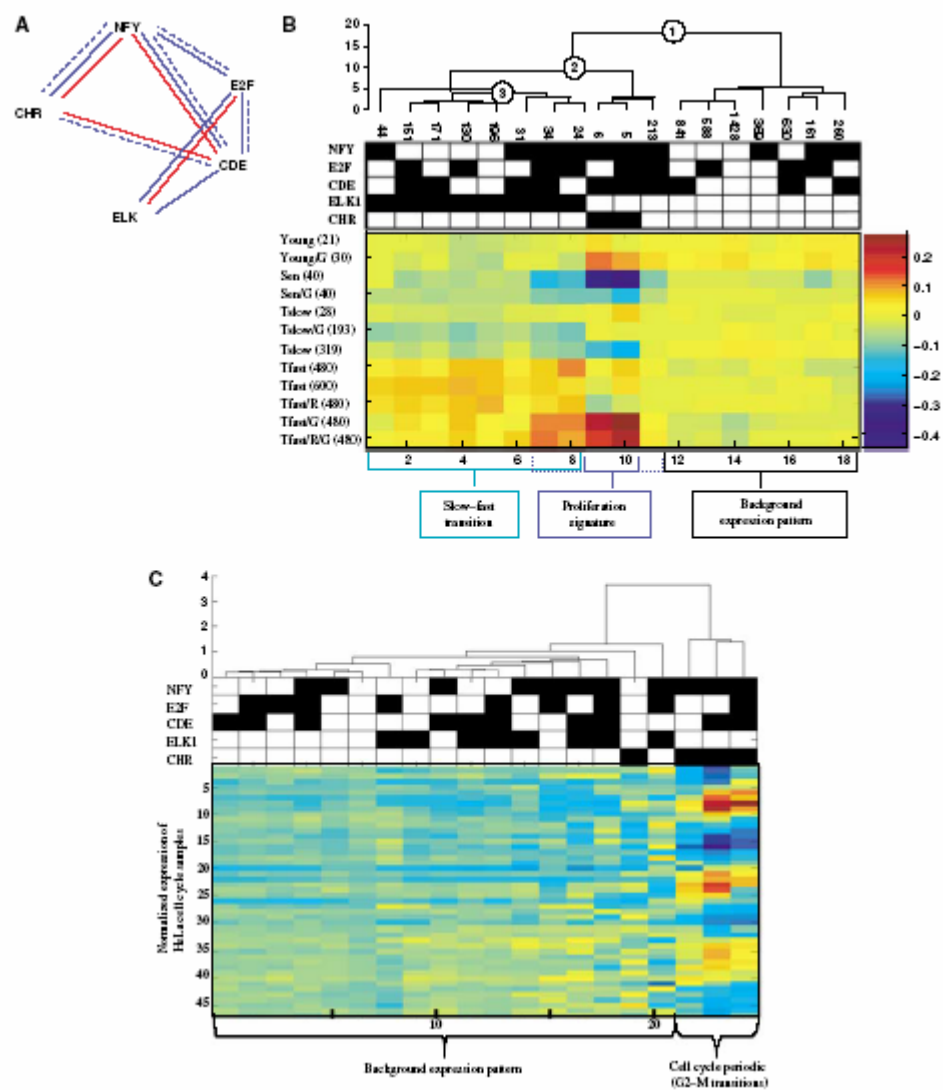 A
NFY
E2F
CHR
CDE
ELK
B
20
15
10
5
0
1
2
3
44
151
171
130
106
31
34
24
6
5
213
841
588
1428
369
630
161
260
NFY
E2F
CDE
ELK1
CHR
Young (21)
Young/G (30)
Sen (40)
Sen/G (40)
Tslow (28)
Tslow/G (193)
Tslow (319)
Tfast (480)
Tfast (600)
Tfast/R (480)
Tfast/G (480)
Tfast/R/G (480)
0.2
0.1
0
−0.1
−0.2
−0.3
−0.4
2 4 6 8 10 12 14 16 18
Slow–fast
transition
Proliferation
signature
Background
expression pattern
C
4
3
2
1
0
NFY
E2F
CDE
ELK1
CHR
Normalized expression of
HeLa cell cycle samples
5
10
15
20
25
30
35
40
45
10 20
Background expression pattern
Cell cycle periodic
(G2–M transitions)